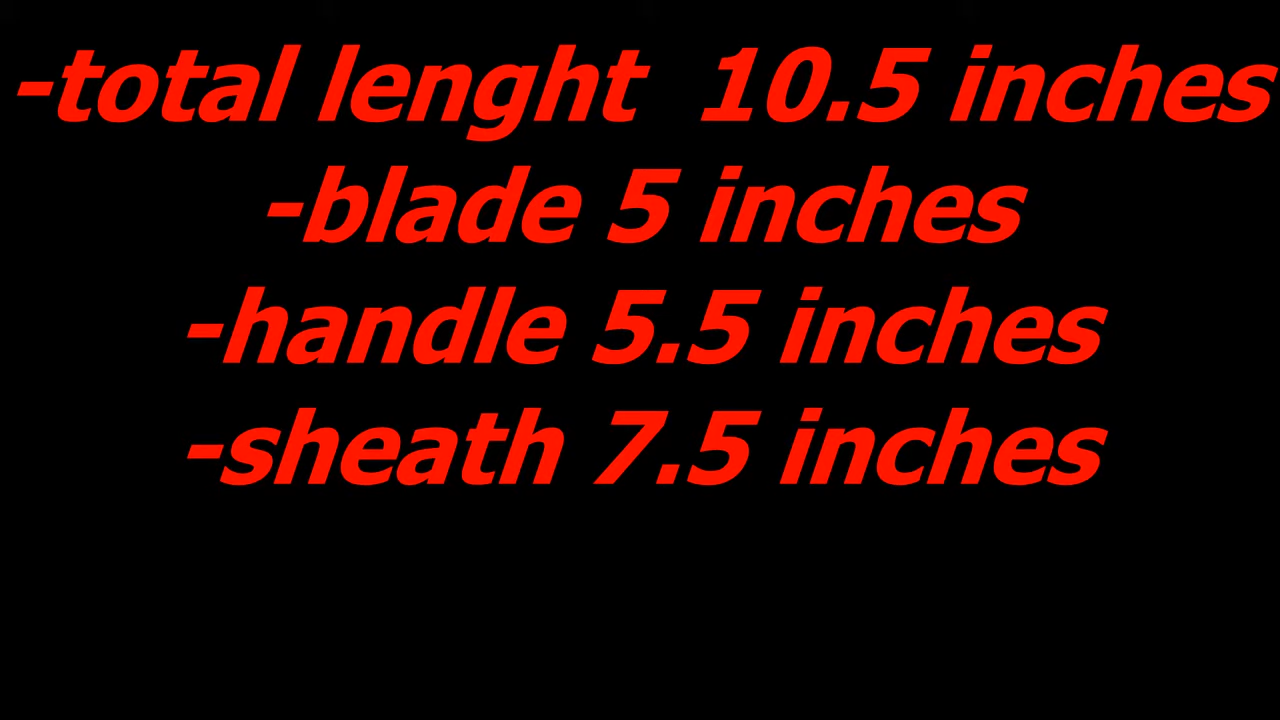 -total lenght  10.5 inches
-blade 5 inches
-handle 5.5 inches
-sheath 7.5 inches